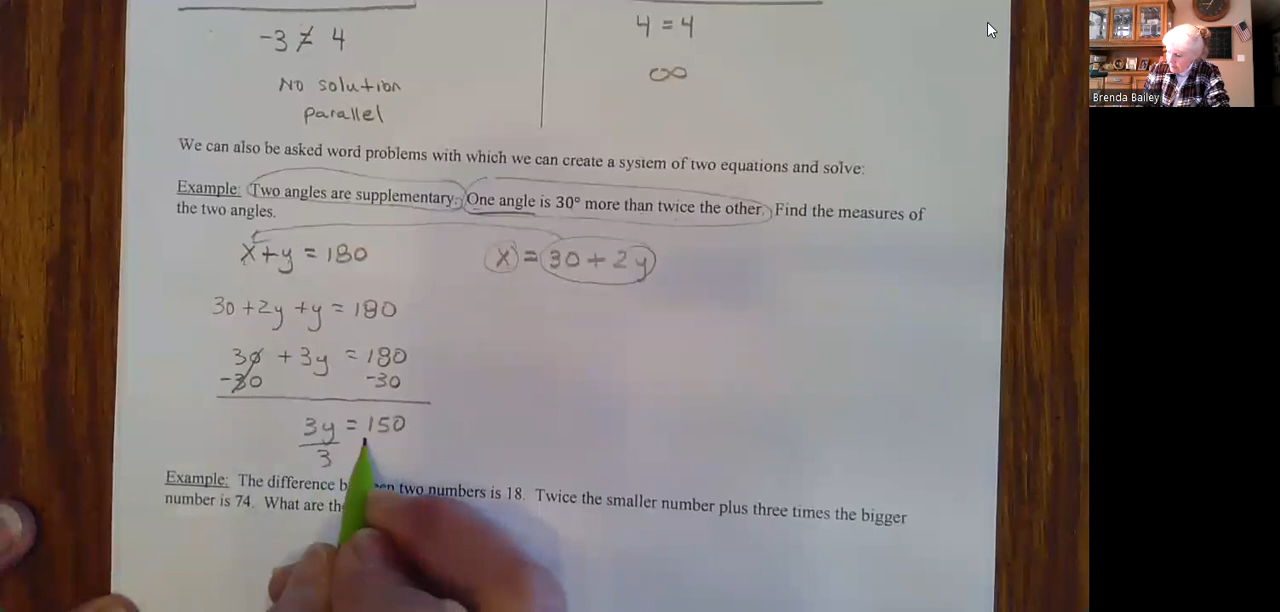 -3 ≠ 4
No solution
parallel
4 = 4
∞
We can also be asked word problems with which we can create a system of two equations and solve:
Example: Two angles are supplementary. One angle is 30° more than twice the other. Find the measures of
the two angles.
x+y = 180
x = 30 + 2y
30 +2y +y = 180
30 + 3y = 180
-30 -30
3y = 150
3
Example: The difference two numbers is 18. Twice the smaller number plus three times the bigger
number is 74. What are
Brenda Bailey